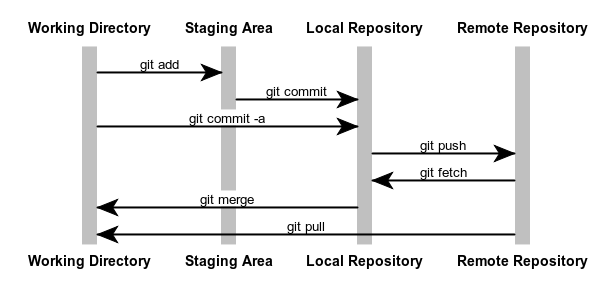 Working Directory Staging Area Local Repository Remote Repository
git add
git commit
git commit -a
git push
git fetch
git merge
git pull
Working Directory Staging Area Local Repository Remote Repository